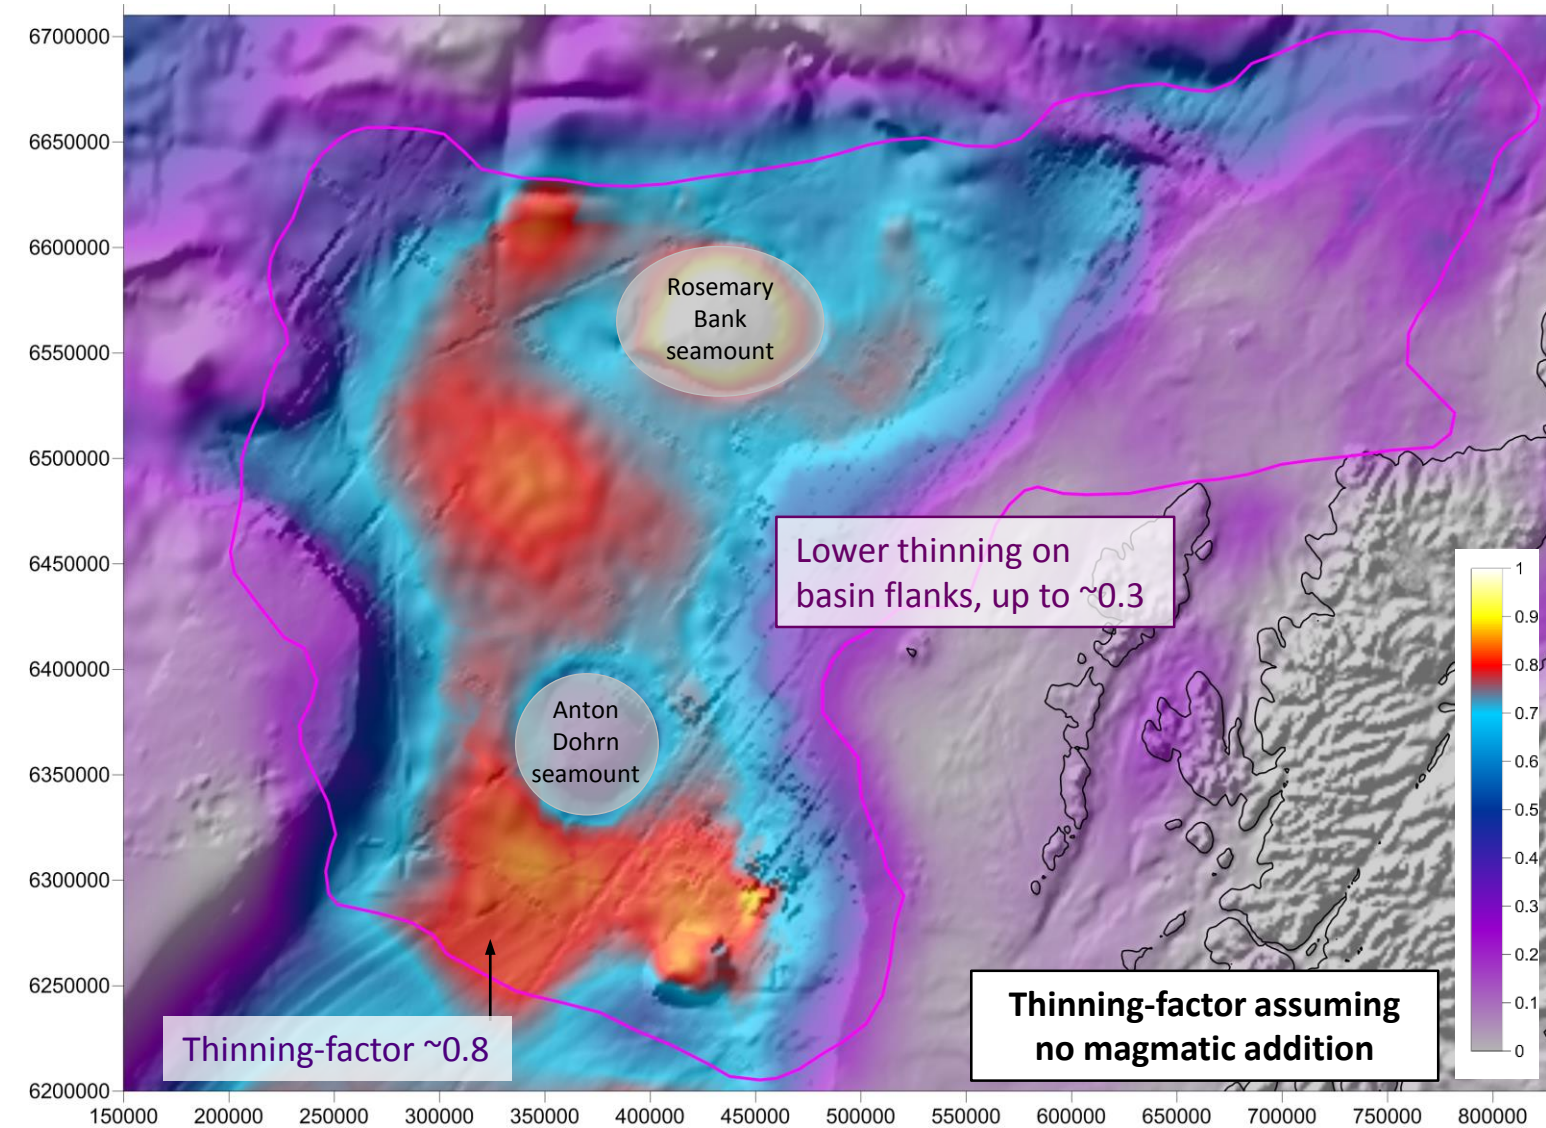 6700000
6650000
6600000
6550000
6500000
6450000
6400000
6350000
6300000
6250000
6200000
150000 200000 250000 300000 350000 400000 450000 500000 550000 600000 650000 700000 750000 800000
Rosemary
Bank
seamount
Lower thinning on
basin flanks, up to ~0.3
Anton
Dohrn
seamount
Thinning-factor ~0.8
Thinning-factor assuming
no magmatic addition
1
0.9
0.8
0.7
0.6
0.5
0.4
0.3
0.2
0.1
0